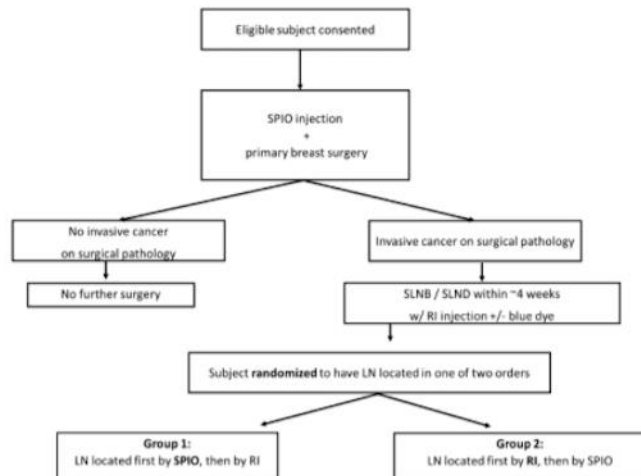 Eligible subject consented
SPIO injection
+
primary breast surgery
No invasive cancer
on surgical pathology
Invasive cancer on surgical pathology
No further surgery
SLNB / SLND within ~4 weeks
w/ RI injection +/- blue dye
Subject randomized to have LN located in one of two orders
Group 1:
LN located first by SPIO, then by RI
Group 2:
LN located first by RI, then by SPIO